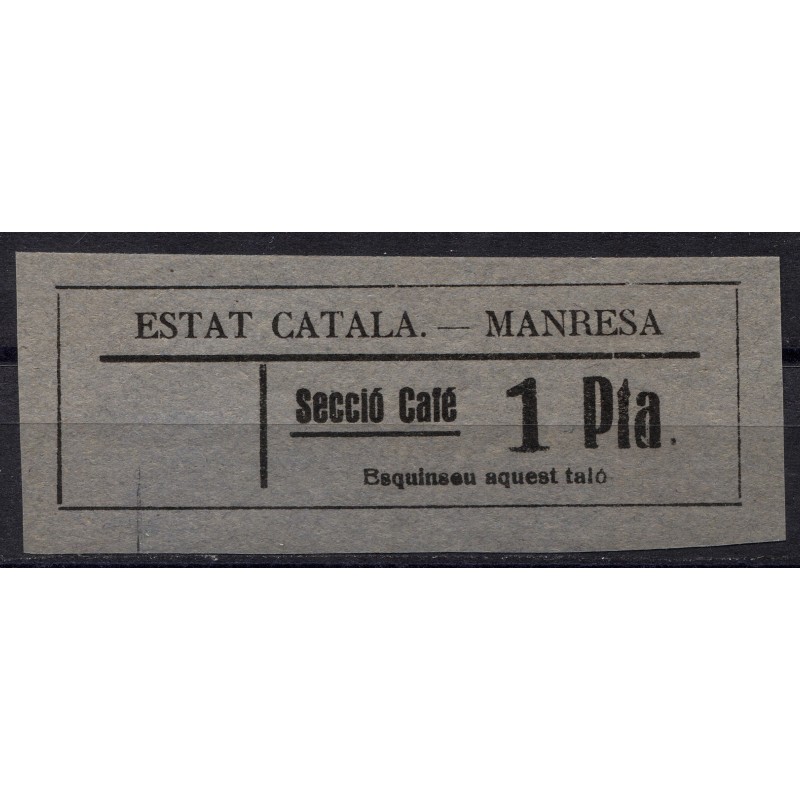 ESTAT CATALA. — MANRESA
Secció Café 1 Pta.
Esquinseu aquest taló